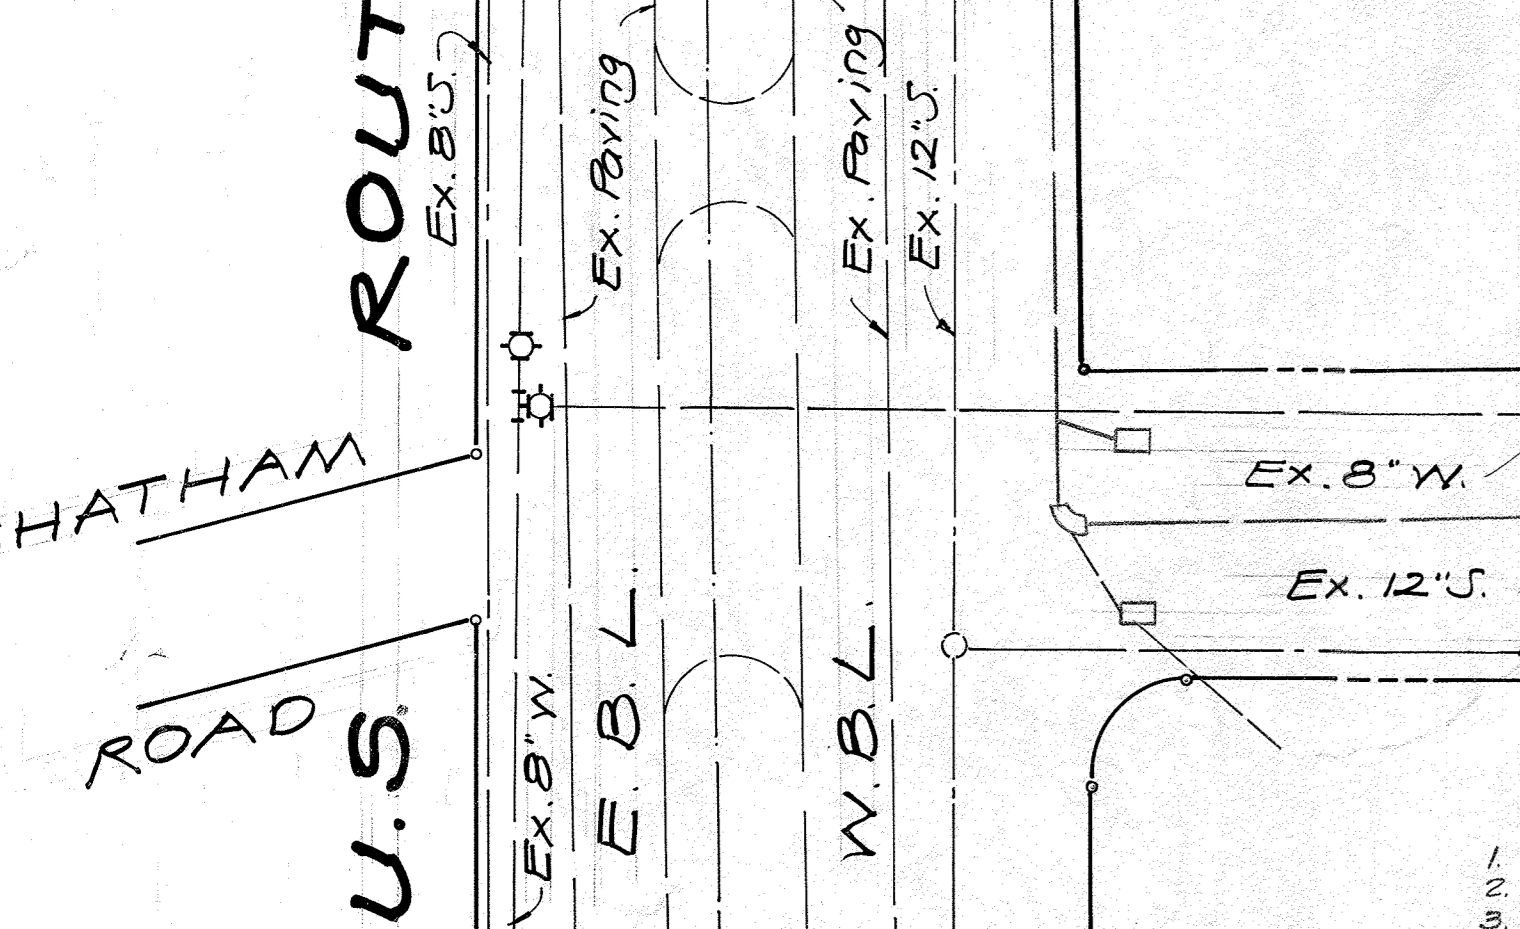 U.S. ROUT
Ex. 8"S.
Ex. Paving
Ex. Paving
Ex. 12"S.
HATHAM
ROAD
Ex. 8" W.
E. B. L.
W. B. L.
Ex. 8" W.
Ex. 12"S.
1.
2.
3.